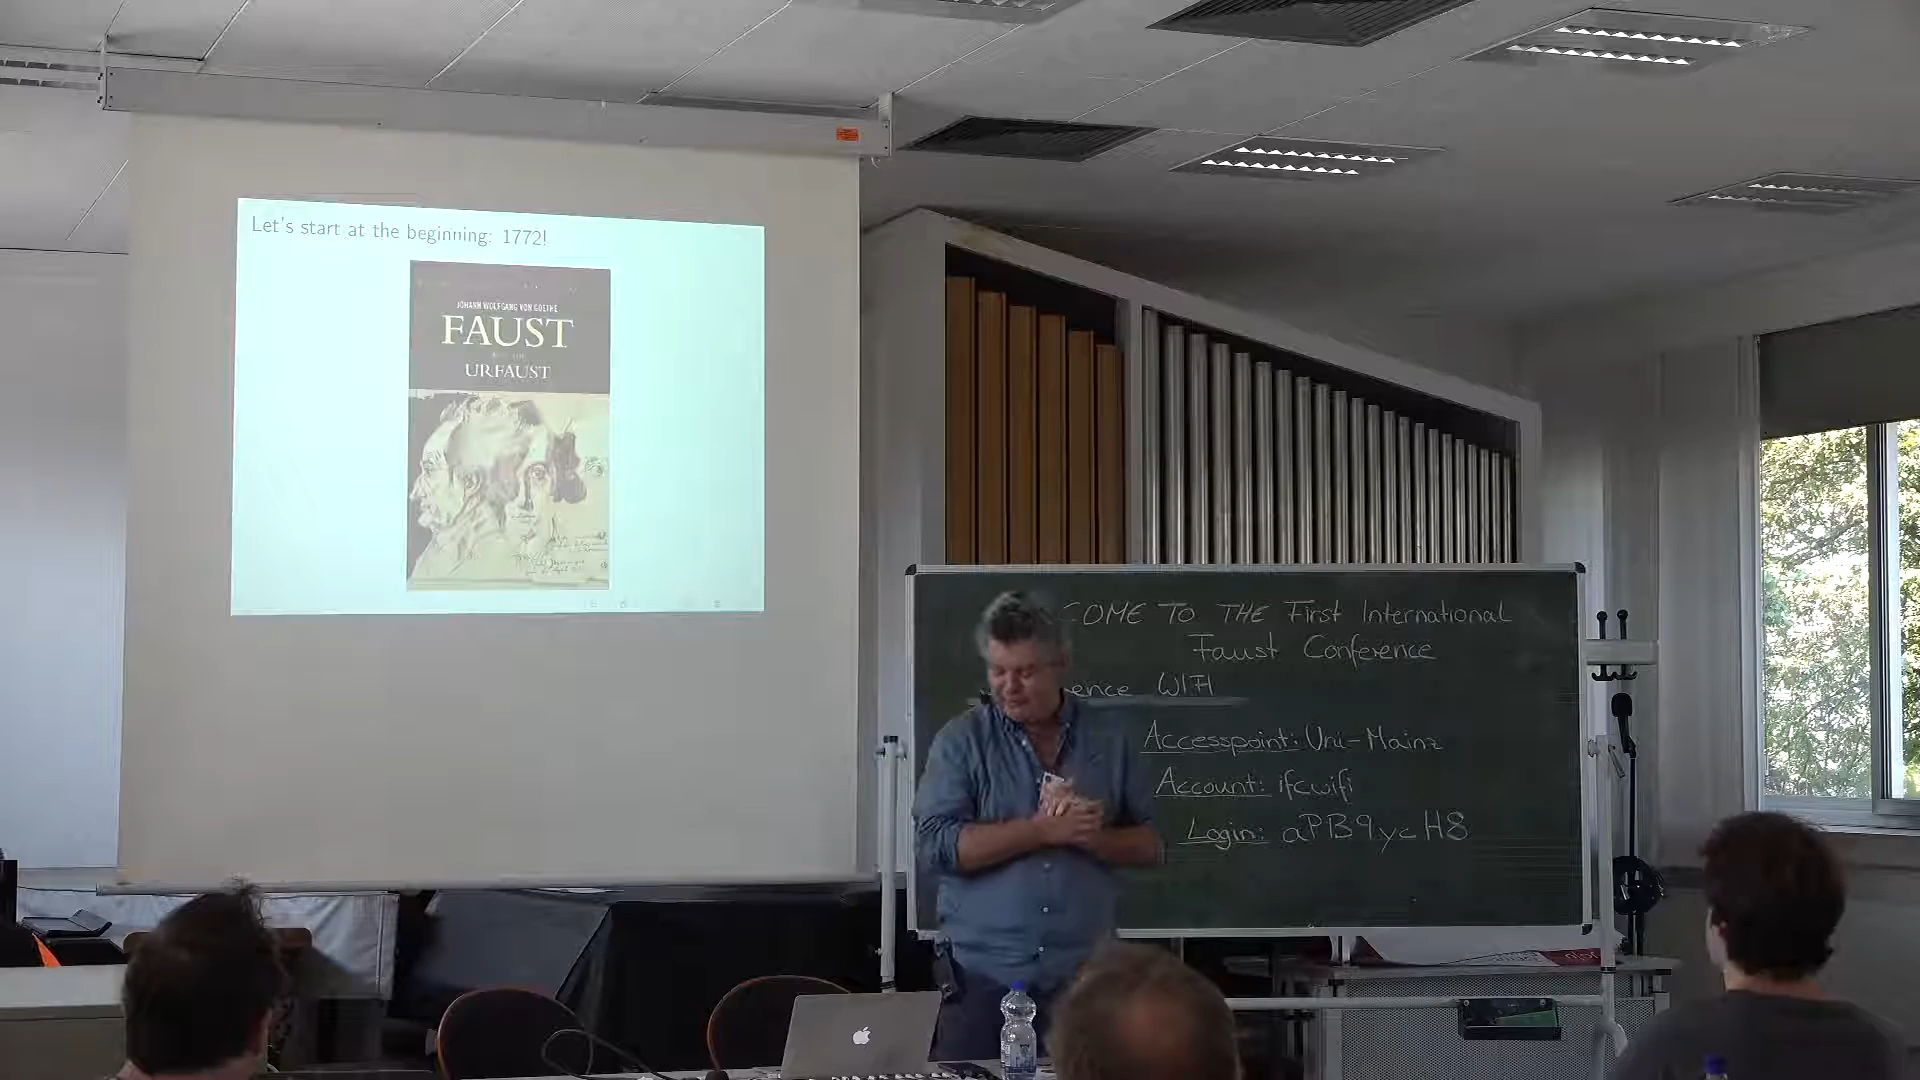 Let's start at the beginning: 1772!
JOHANN WOLFGANG VON GOETHE
FAUST
URFAUST
COME TO THE First International
Faust Conference
ence WIFI
Accesspoint: Uni-Mainz
Account: ifcwifi
Login: aPB9ycH8